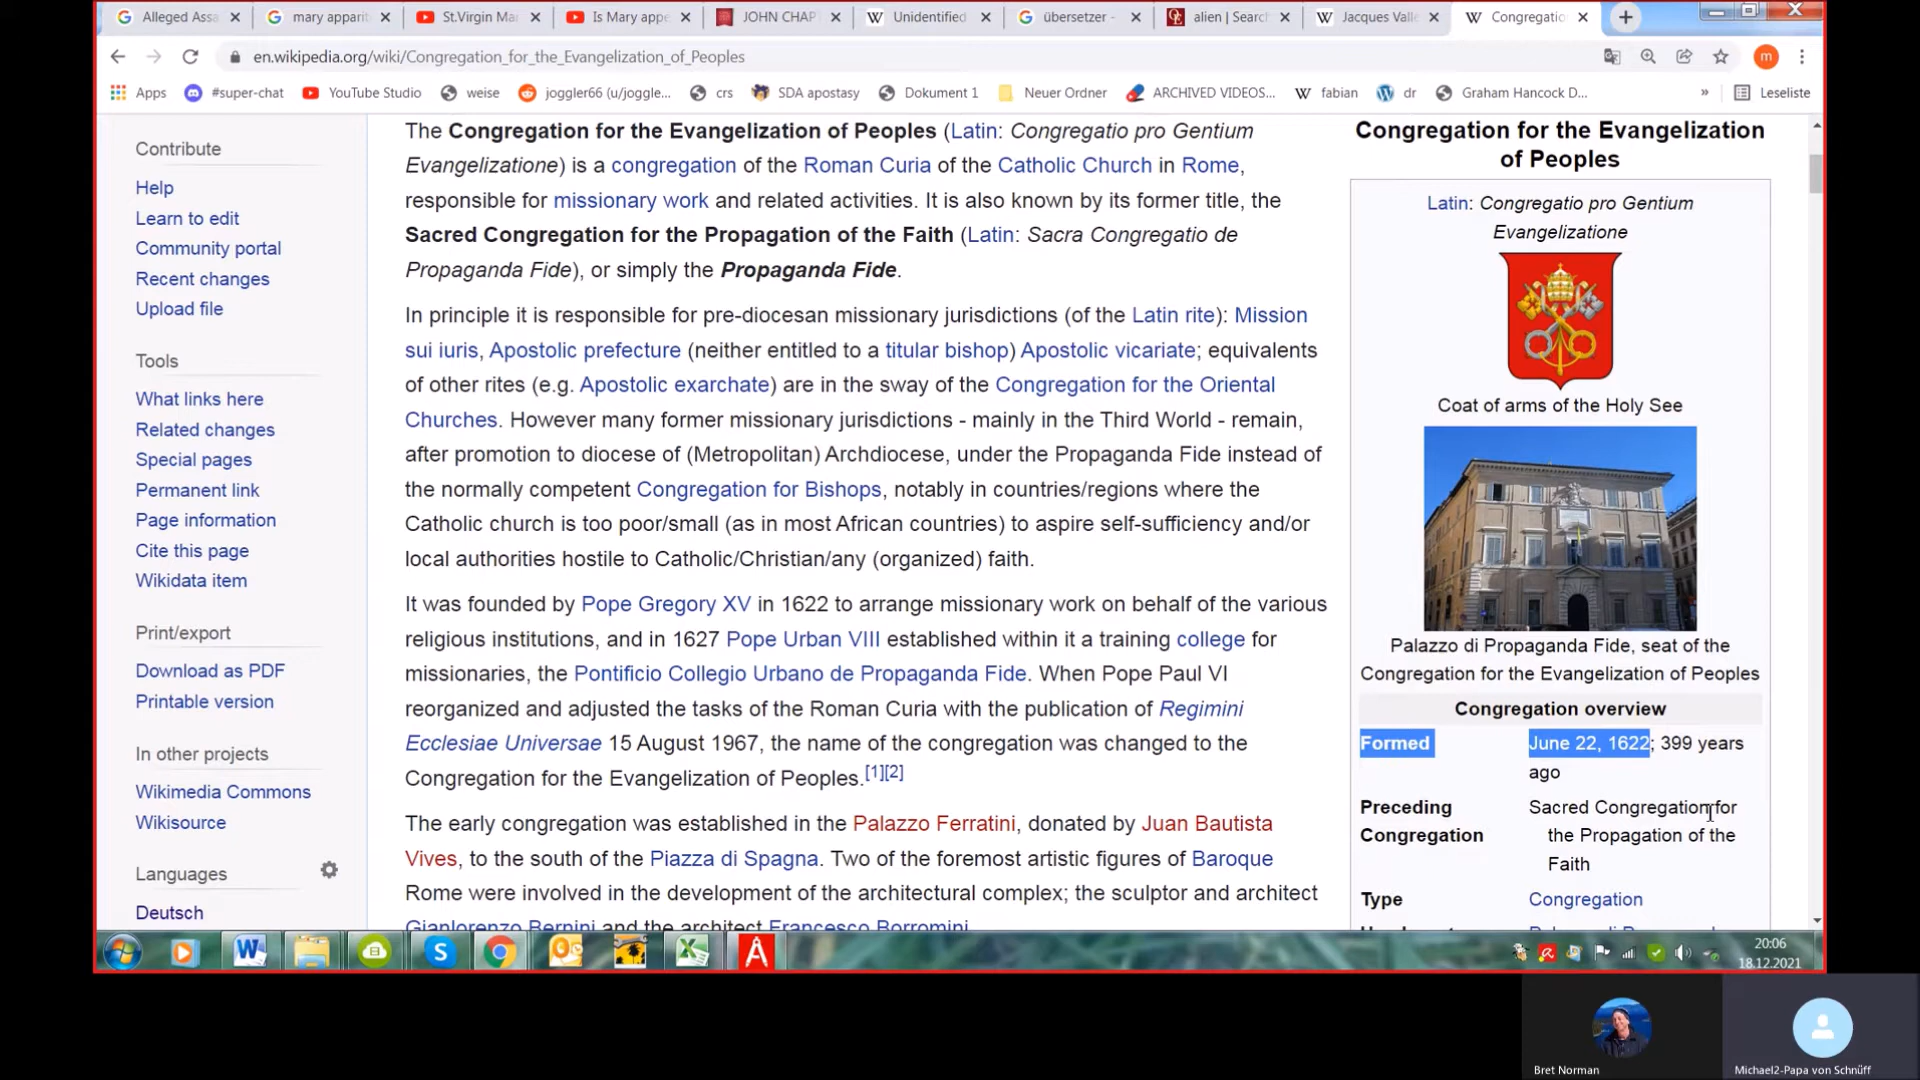 Alleged Assa
mary apparit
St.Virgin Ma
Is Mary appe
JOHN CHAP
Unidentified
übersetzer -
alien | Searc
Jacques Valle
Congregatio
en.wikipedia.org/wiki/Congregation_for_the_Evangelization_of_Peoples
m
Apps
#super-chat
YouTube Studio
weise
joggler66 (u/joggle...
crs
SDA apostasy
Dokument 1
Neuer Ordner
ARCHIVED VIDEOS...
fabian
dr
Graham Hancock D...
»
Leseliste
Contribute
Help
Learn to edit
Community portal
Recent changes
Upload file
Tools
What links here
Related changes
Special pages
Permanent link
Page information
Cite this page
Wikidata item
Print/export
Download as PDF
Printable version
In other projects
Wikimedia Commons
Wikisource
Languages
Deutsch
The Congregation for the Evangelization of Peoples (Latin: Congregatio pro Gentium
Evangelizatione) is a congregation of the Roman Curia of the Catholic Church in Rome,
responsible for missionary work and related activities. It is also known by its former title, the
Sacred Congregation for the Propagation of the Faith (Latin: Sacra Congregatio de
Propaganda Fide), or simply the Propaganda Fide.
In principle it is responsible for pre-diocesan missionary jurisdictions (of the Latin rite): Mission
sui iuris, Apostolic prefecture (neither entitled to a titular bishop) Apostolic vicariate; equivalents
of other rites (e.g. Apostolic exarchate) are in the sway of the Congregation for the Oriental
Churches. However many former missionary jurisdictions - mainly in the Third World - remain,
after promotion to diocese of (Metropolitan) Archdiocese, under the Propaganda Fide instead of
the normally competent Congregation for Bishops, notably in countries/regions where the
Catholic church is too poor/small (as in most African countries) to aspire self-sufficiency and/or
local authorities hostile to Catholic/Christian/any (organized) faith.
It was founded by Pope Gregory XV in 1622 to arrange missionary work on behalf of the various
religious institutions, and in 1627 Pope Urban VIII established within it a training college for
missionaries, the Pontificio Collegio Urbano de Propaganda Fide. When Pope Paul VI
reorganized and adjusted the tasks of the Roman Curia with the publication of Regimini
Ecclesiae Universae 15 August 1967, the name of the congregation was changed to the
Congregation for the Evangelization of Peoples.[1][2]
The early congregation was established in the Palazzo Ferratini, donated by Juan Bautista
Vives, to the south of the Piazza di Spagna. Two of the foremost artistic figures of Baroque
Rome were involved in the development of the architectural complex; the sculptor and architect
Gianlorenzo Bernini and the architect Francesco Borromini.
Congregation for the Evangelization
of Peoples
Latin: Congregatio pro Gentium
Evangelizatione
Coat of arms of the Holy See
Palazzo di Propaganda Fide, seat of the
Congregation for the Evangelization of Peoples
Congregation overview
Formed June 22, 1622; 399 years
ago
Preceding Sacred Congregation for
Congregation the Propagation of the
Faith
Type Congregation
20:06
18.12.2021
Bret Norman
Michael2-Papa von Schnüff